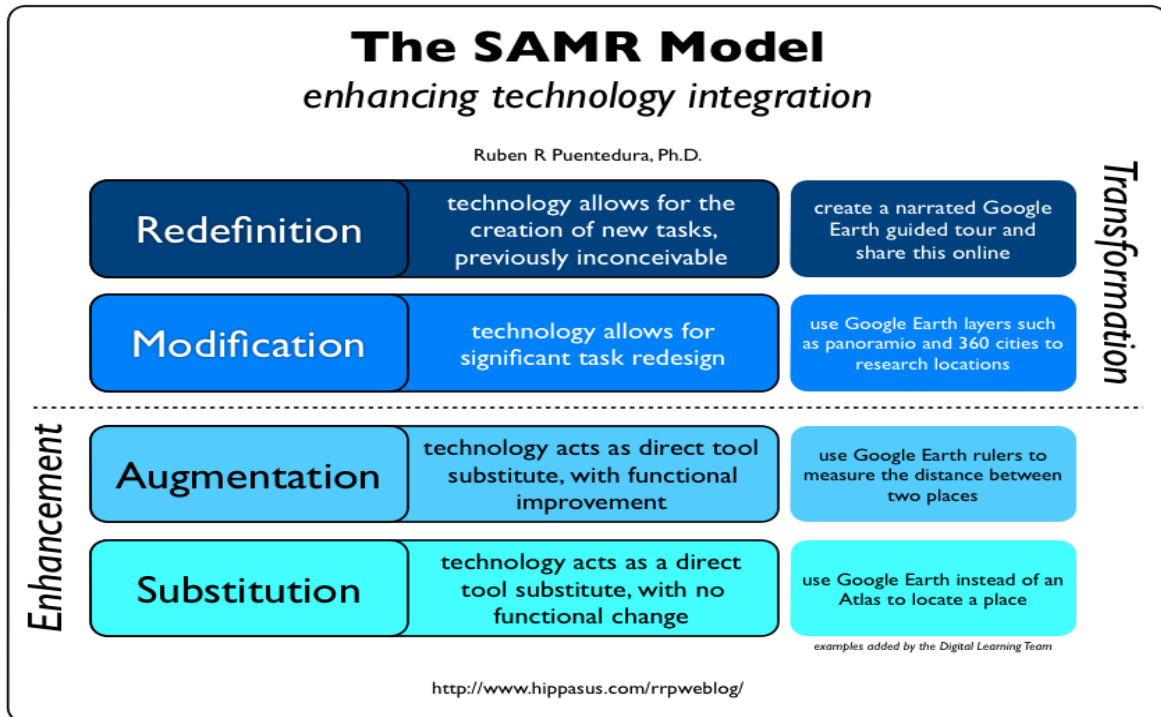 The SAMR Model
enhancing technology integration
Ruben R Puentedura, Ph.D.
Transformation
Redefinition
technology allows for the
creation of new tasks,
previously inconceivable
create a narrated Google
Earth guided tour and
share this online
Modification
technology allows for
significant task redesign
use Google Earth layers such
as panoramio and 360 cities to
research locations
Enhancement
Augmentation
technology acts as direct tool
substitute, with functional
improvement
use Google Earth rulers to
measure the distance between
two places
Substitution
technology acts as a direct
tool substitute, with no
functional change
use Google Earth instead of an
Atlas to locate a place
examples added by the Digital Learning Team
http://www.hippasus.com/rrpweblog/